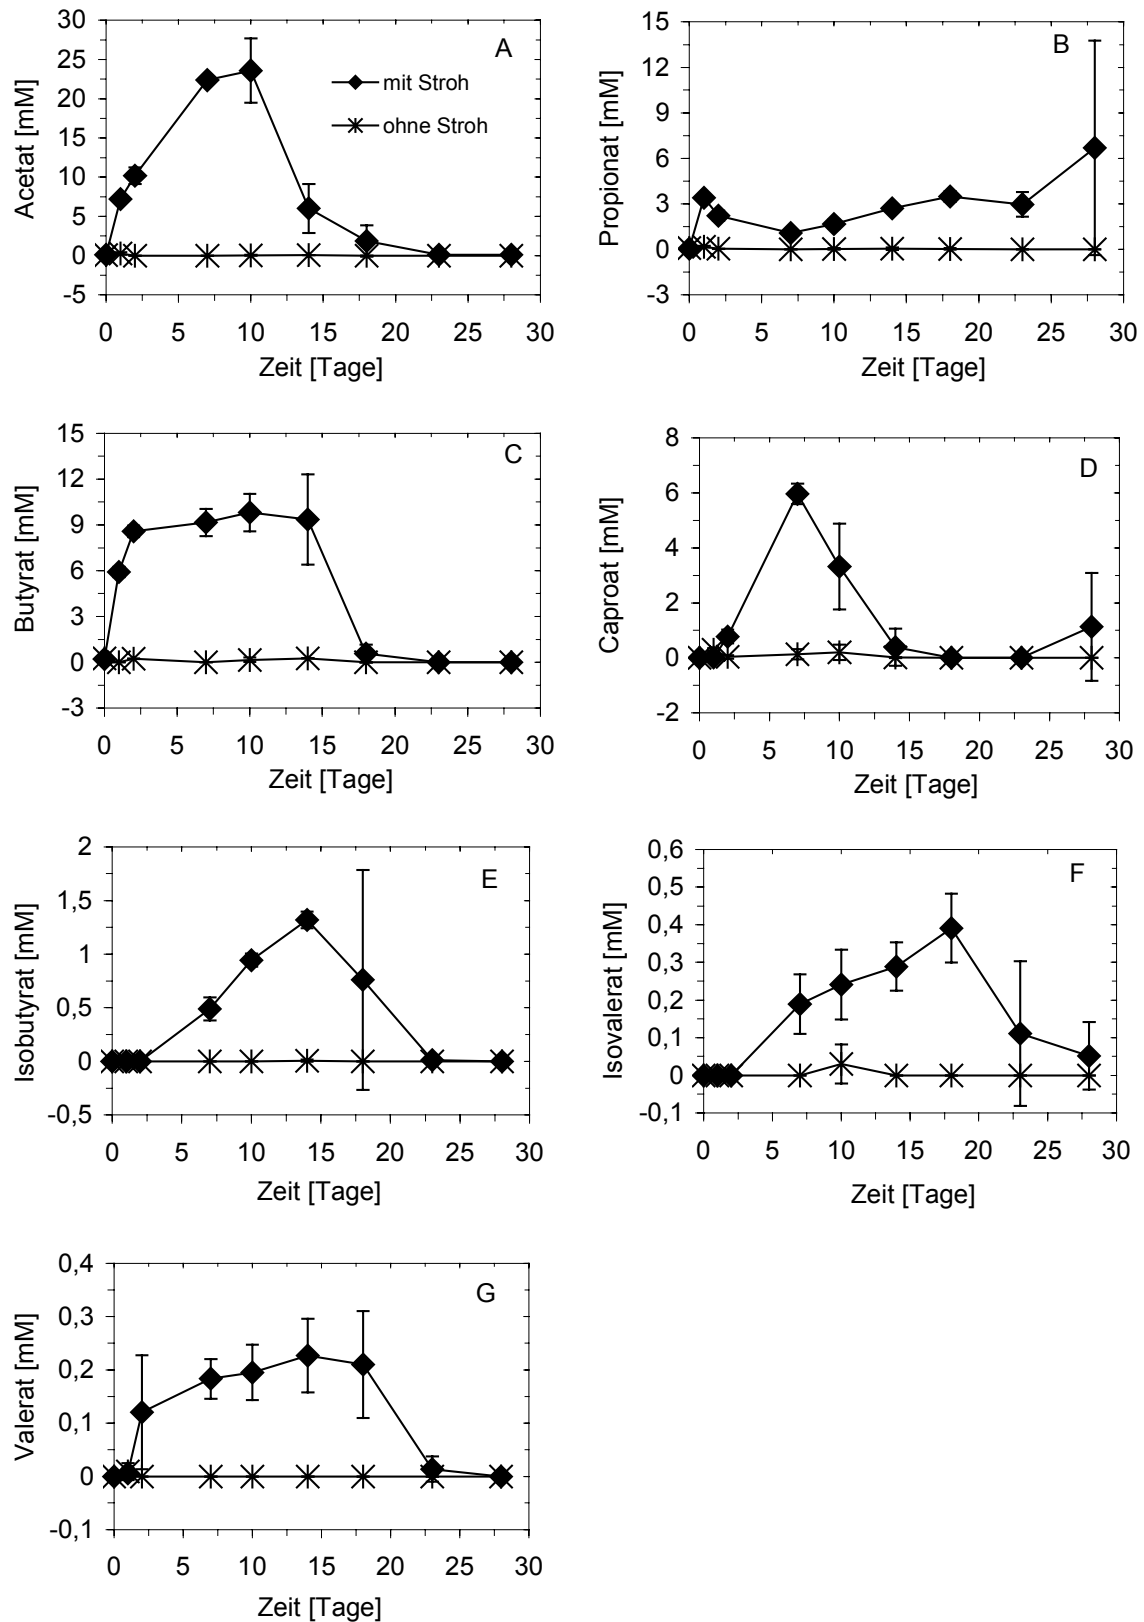 A
Acetat [mM]
30
25
20
15
10
5
0
-5
mit Stroh
ohne Stroh
0 5 10 15 20 25 30
Zeit [Tage]
B
Propionat [mM]
15
12
9
6
3
0
-3
0 5 10 15 20 25 30
Zeit [Tage]
C
Butyrat [mM]
15
12
9
6
3
0
-3
0 5 10 15 20 25 30
Zeit [Tage]
D
Caproat [mM]
8
6
4
2
0
-2
0 5 10 15 20 25 30
Zeit [Tage]
E
Isobutyrat [mM]
2
1,5
1
0,5
0
-0,5
0 5 10 15 20 25 30
Zeit [Tage]
F
Isovalerat [mM]
0,6
0,5
0,4
0,3
0,2
0,1
0
-0,1
0 5 10 15 20 25 30
Zeit [Tage]
G
Valerat [mM]
0,4
0,3
0,2
0,1
0
-0,1
0 5 10 15 20 25 30
Zeit [Tage]